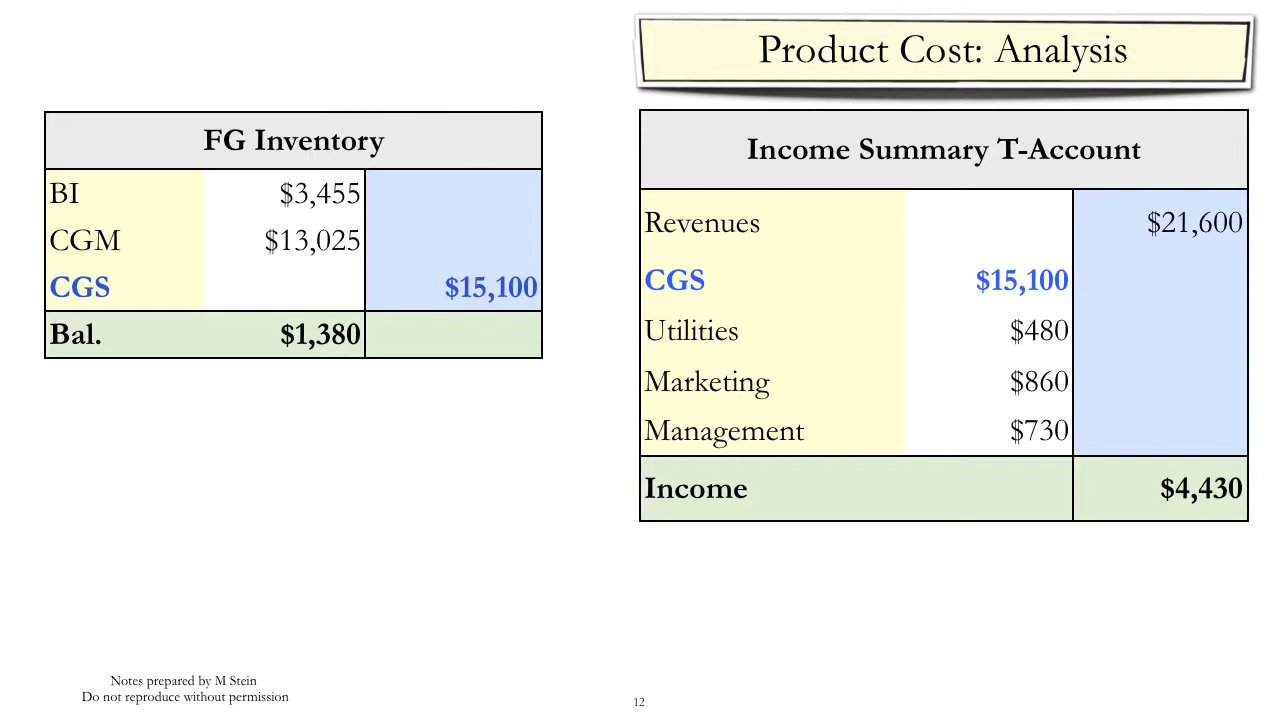 Product Cost: Analysis
FG Inventory
BI $3,455
CGM $13,025
CGS $15,100
Bal. $1,380
Income Summary T-Account
Revenues $21,600
CGS $15,100
Utilities $480
Marketing $860
Management $730
Income $4,430
Notes prepared by M Stein
Do not reproduce without permission
12